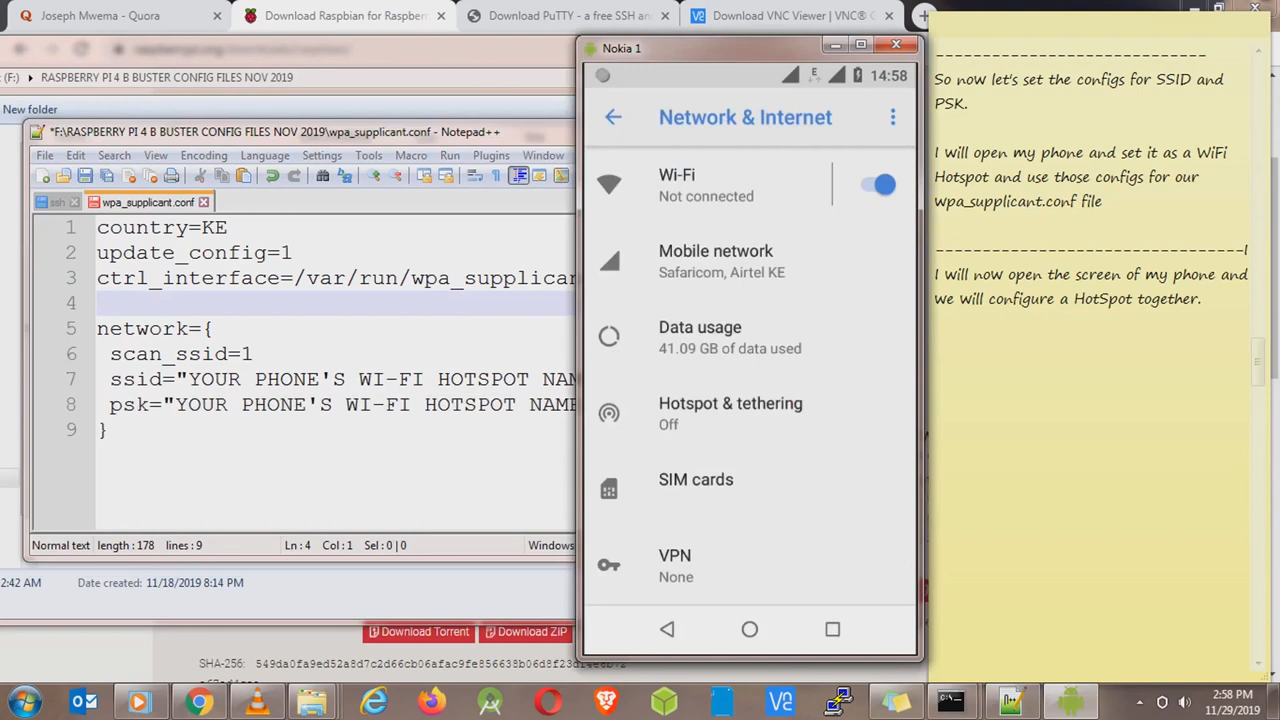 Joseph Mwema - Quora
Download Raspbian for Raspber
Download PuTTY - a free SSH an
Download VNC Viewer | VNC® C
(F:) RASPBERRY PI 4 B BUSTER CONFIG FILES NOV 2019
New folder
*F:\RASPBERRY PI 4 B BUSTER CONFIG FILES NOV 2019\wpa_supplicant.conf - Notepad++
File Edit Search View Encoding Language Settings Tools Macro Run Plugins Window
ssh wpa_supplicant.conf
1 country=KE
2 update_config=1
3 ctrl_interface=/var/run/wpa_supplican
4
5 network={
6 scan_ssid=1
7 ssid="YOUR PHONE'S WI-FI HOTSPOT NAM
8 psk="YOUR PHONE'S WI-FI HOTSPOT NAME
9 }
Normal text length : 178 lines : 9 Ln : 4 Col : 1 Sel : 0 | 0 Windows
2:42 AM Date created: 11/18/2019 8:14 PM
Download Torrent Download ZIP
SHA-256:
Nokia 1
E 14:58
Network & Internet
Wi-Fi
Not connected
Mobile network
Safaricom, Airtel KE
Data usage
41.09 GB of data used
Hotspot & tethering
Off
SIM cards
VPN
None
-----------------------------
So now let's set the configs for SSID and
PSK.
I will open my phone and set it as a WiFi
Hotspot and use those configs for our
wpa_supplicant.conf file
---------------------------------l
I will now open the screen of my phone and
we will configure a HotSpot together.
2:58 PM
11/29/2019